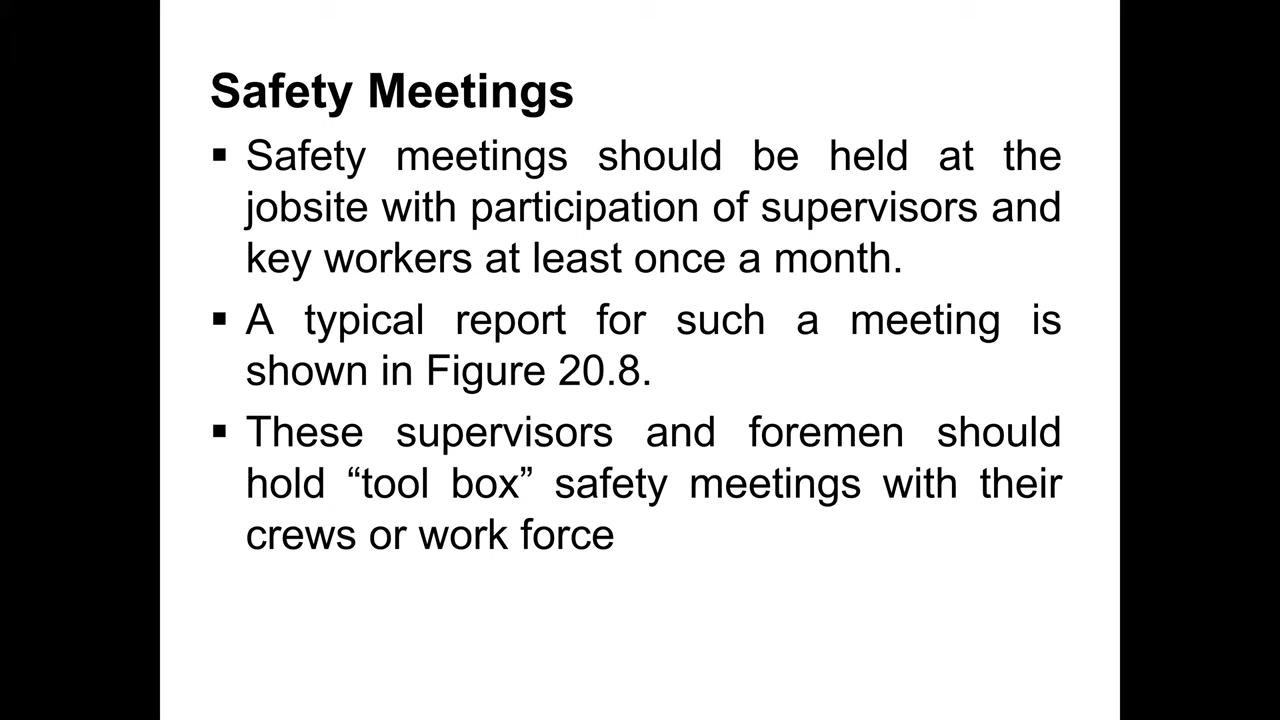 Safety Meetings
▪ Safety meetings should be held at the
jobsite with participation of supervisors and
key workers at least once a month.
▪ A typical report for such a meeting is
shown in Figure 20.8.
▪ These supervisors and foremen should
hold “tool box” safety meetings with their
crews or work force